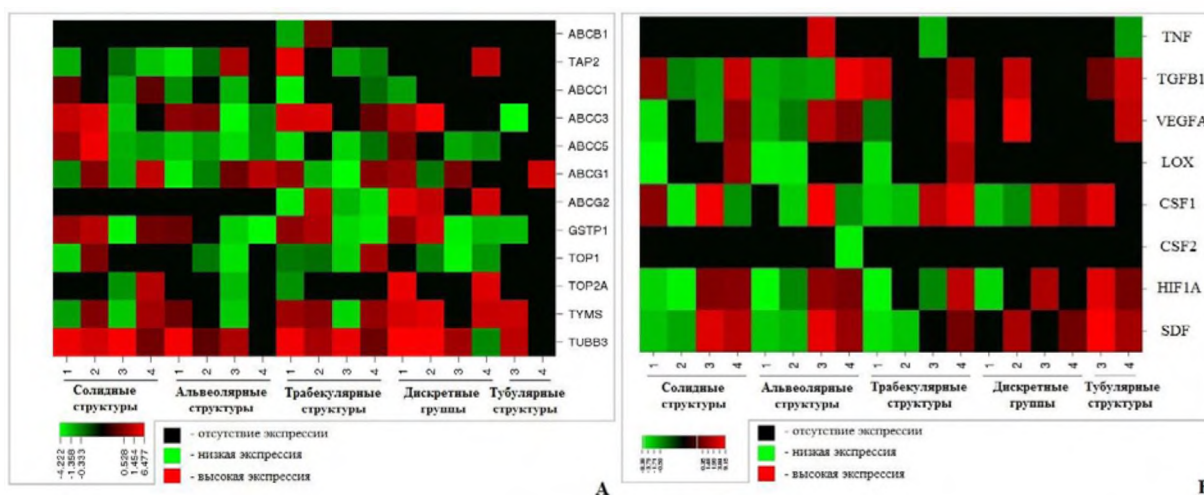 ABCB1
TAP2
ABCC1
ABCC3
ABCC5
ABCG1
ABCG2
GSTP1
TOP1
TOP2A
TYMS
TUBB3
1 2 3 4 1 2 3 4 1 2 3 4 1 2 3 4 3 4
Солидные структуры
Альвеолярные структуры
Трабекулярные структуры
Дискретные группы
Тубулярные структуры
-4.222 -1.358 -0.333 0.528 1.454 6.477
- отсутствие экспрессии
- низкая экспрессия
- высокая экспрессия
А
TNF
TGFB1
VEGFA
LOX
CSF1
CSF2
HIF1A
SDF
1 2 3 4 1 2 3 4 1 2 3 4 1 2 3 4 3 4
Солидные структуры
Альвеолярные структуры
Трабекулярные структуры
Дискретные группы
Тубулярные структуры
- отсутствие экспрессии
- низкая экспрессия
- высокая экспрессия